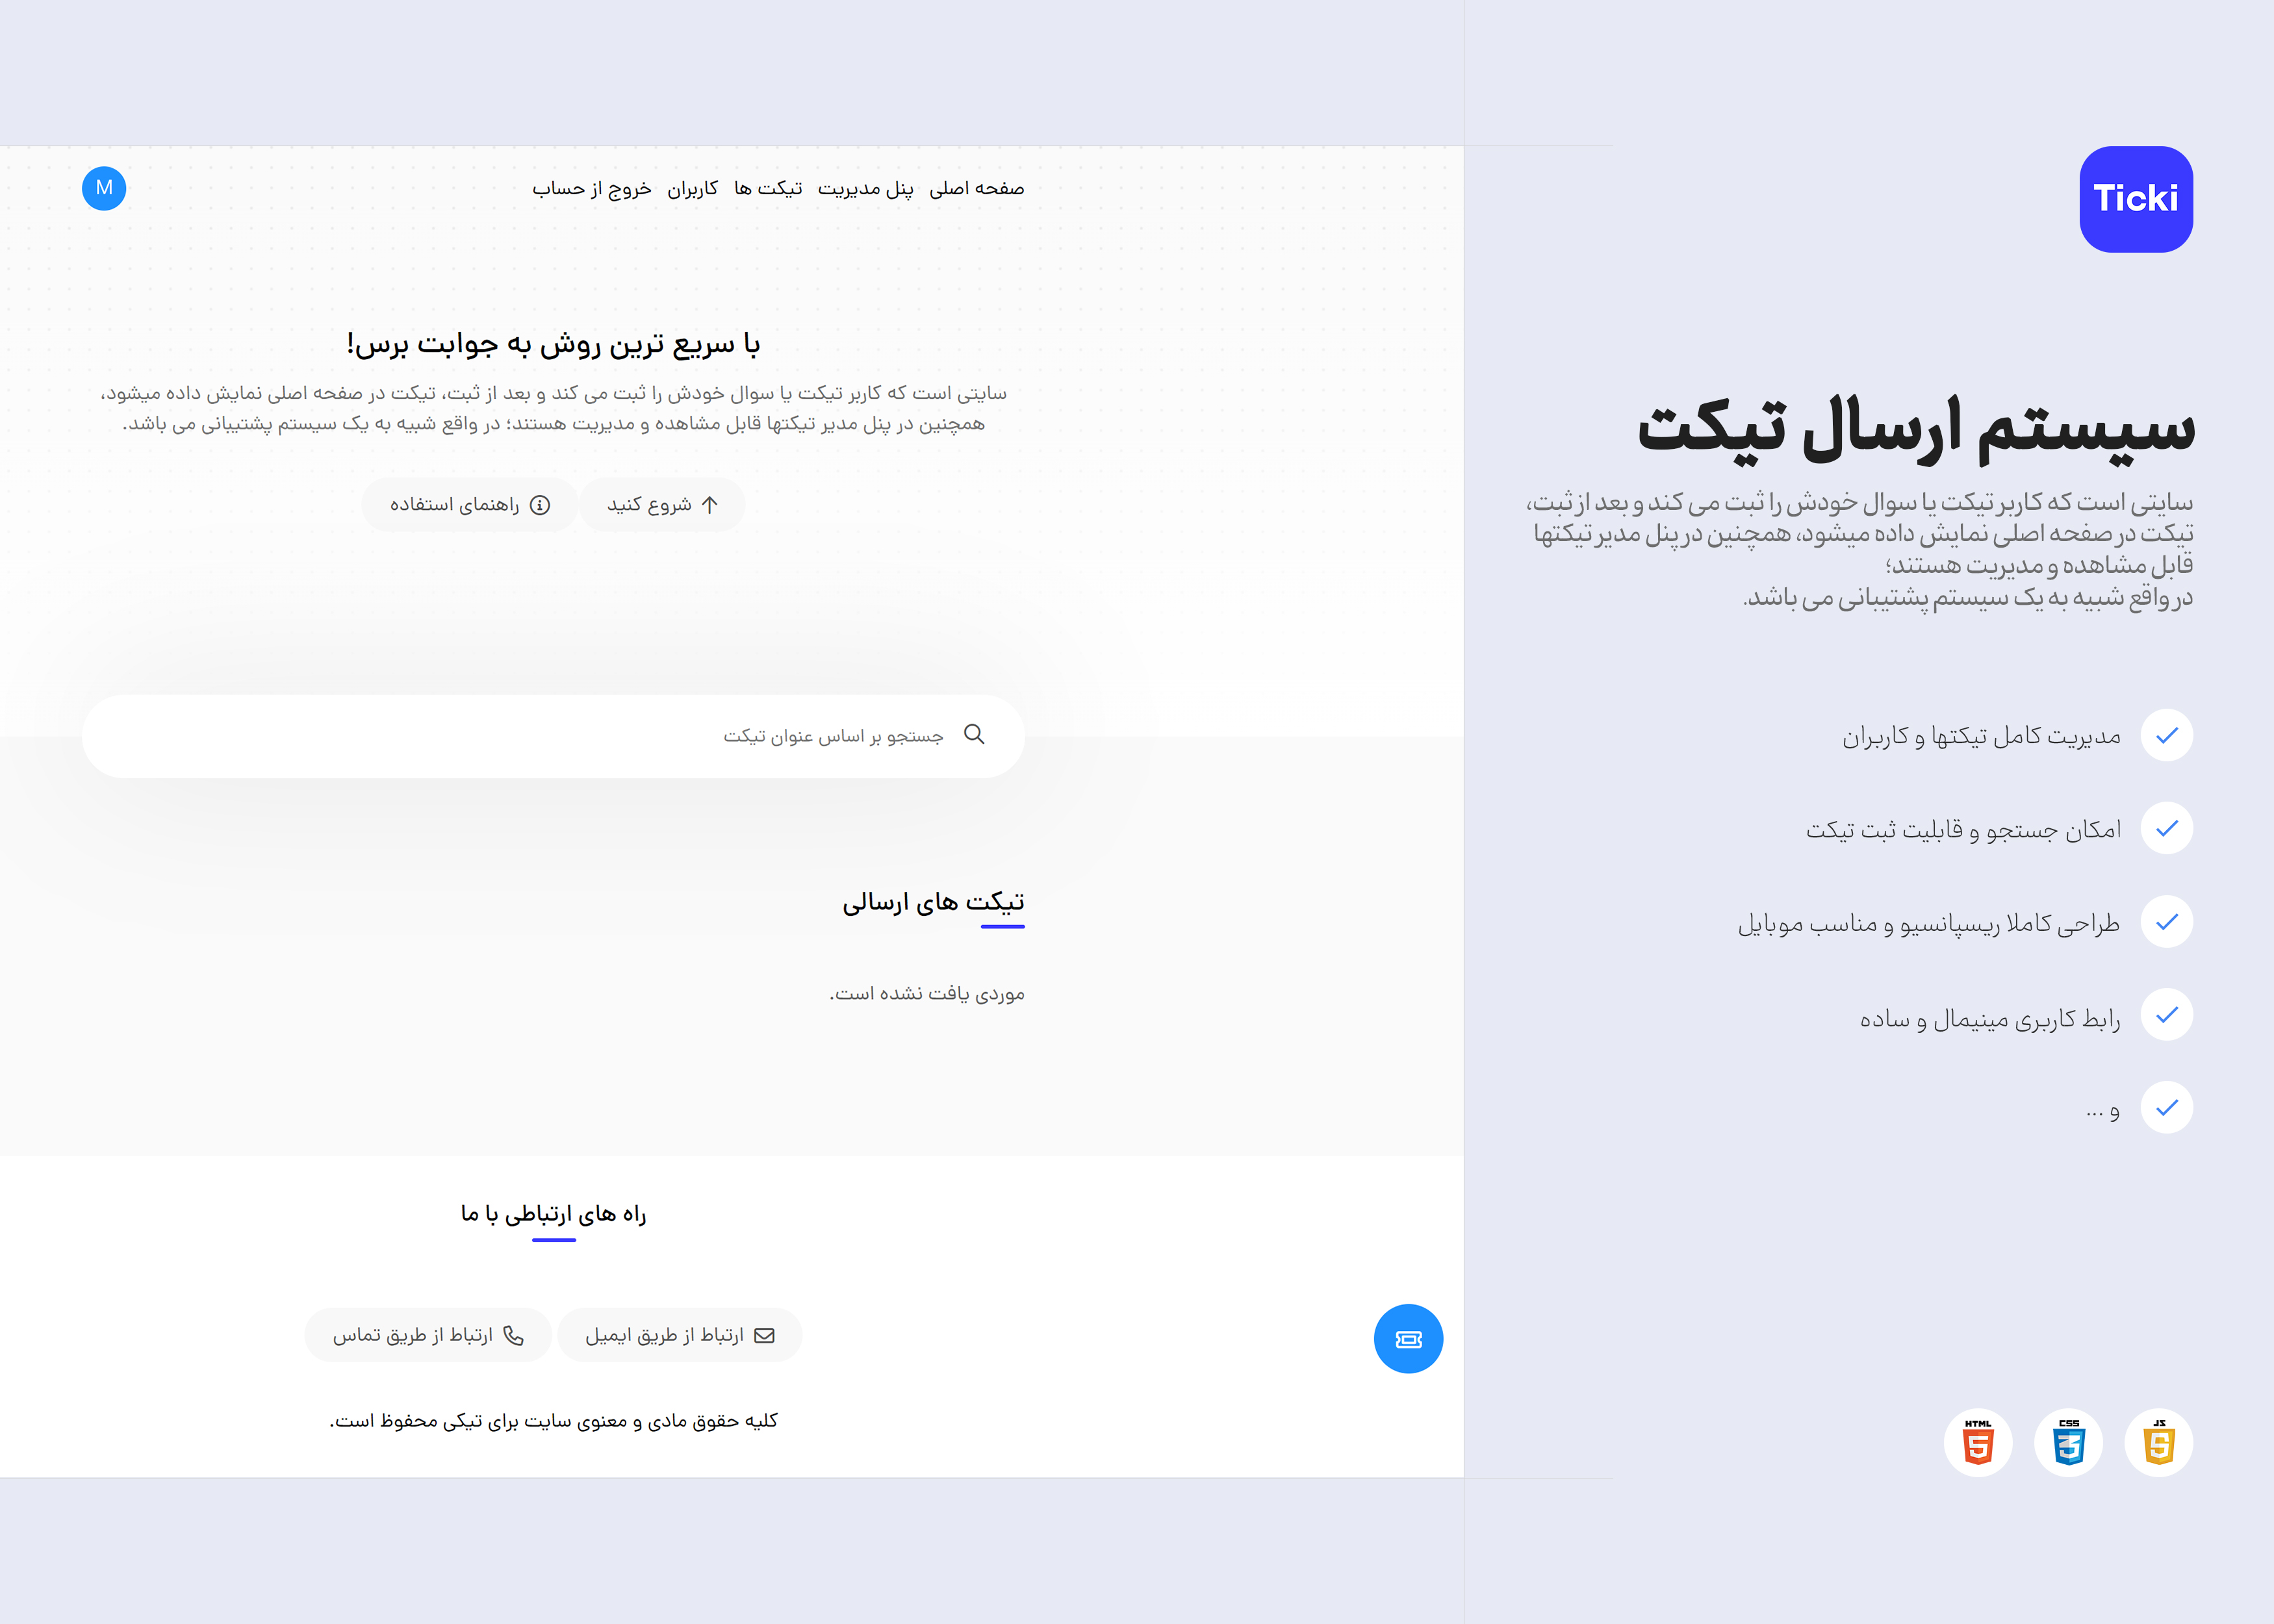 Ticki
سیستم ارسال تیکت
سایتی است که کاربر تیکت یا سوال خودش را ثبت می کند و بعد از ثبت،
تیکت در صفحه اصلی نمایش داده میشود، همچنین در پنل مدیر تیکتها
قابل مشاهده و مدیریت هستند؛
در واقع شبیه به یک سیستم پشتیبانی می باشد.
مدیریت کامل تیکتها و کاربران
امکان جستجو و قابلیت ثبت تیکت
طراحی کاملا ریسپانسیو و مناسب موبایل
رابط کاربری مینیمال و ساده
و ...
HTML
CSS
JS
صفحه اصلی پنل مدیریت تیکت ها کاربران خروج از حساب
M
با سریع ترین روش به جوابت برس!
سایتی است که کاربر تیکت یا سوال خودش را ثبت می کند و بعد از ثبت، تیکت در صفحه اصلی نمایش داده میشود،
همچنین در پنل مدیر تیکتها قابل مشاهده و مدیریت هستند؛ در واقع شبیه به یک سیستم پشتیبانی می باشد.
شروع کنید
راهنمای استفاده
جستجو بر اساس عنوان تیکت
تیکت های ارسالی
موردی یافت نشده است.
راه های ارتباطی با ما
ارتباط از طریق ایمیل
ارتباط از طریق تماس
کلیه حقوق مادی و معنوی سایت برای تیکی محفوظ است.